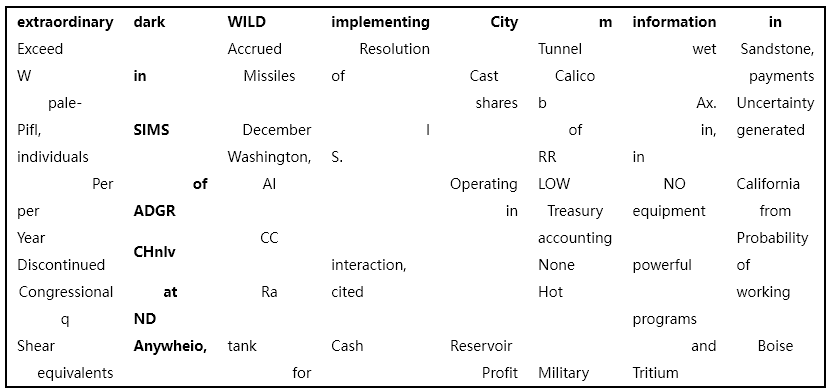 extraordinary dark WILD implementing City m information in
Exceed Accrued Resolution Tunnel wet Sandstone,
W in Missiles of Cast Calico payments
pale- shares b Ax. Uncertainty
Pifl, SIMS December l of in, generated
individuals Washington, S. RR in
Per of AI Operating LOW NO California
per ADGR in Treasury equipment from
Year CHnlv CC accounting Probability
Discontinued interaction, None powerful of
Congressional at Ra cited Hot working
q ND programs
Shear Anywheio, tank Cash Reservoir and Boise
equivalents for Profit Military Tritium